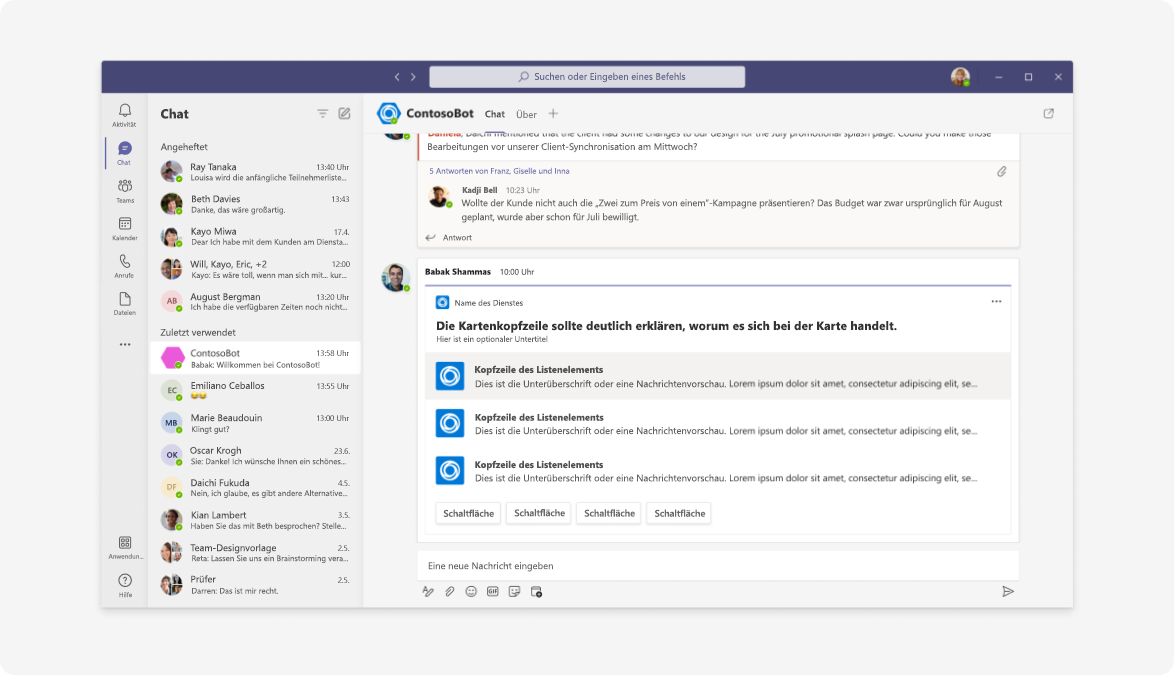 Suchen oder Eingeben eines Befehls
Aktivität
Chat
Teams
Kalender
Anrufe
Dateien
Anwendun...
Hilfe
Chat
Angeheftet
Ray Tanaka 13:40 Uhr
Louisa wird die anfängliche Teilnehmerliste...
Beth Davies 13:43
Danke, das wäre großartig.
Kayo Miwa 17.4.
Dear Ich habe mit dem Kunden am Diensta...
Will, Kayo, Eric, +2 12:00
Kayo: Es wäre toll, wenn man sich mit... kur...
AB
August Bergman 13:20 Uhr
Ich habe die verfügbaren Zeiten noch nicht...
Zuletzt verwendet
ContosoBot 13:58 Uhr
Babak: Willkommen bei ContosoBot!
EC
Emiliano Ceballos 13:55 Uhr
😂😂
MB
Marie Beaudouin 13:00 Uhr
Klingt gut?
OK
Oscar Krogh 23.6.
Sie: Danke! Ich wünsche Ihnen ein schönes...
DF
Daichi Fukuda 4.5.
Nein, ich glaube, es gibt andere Alternative...
Kian Lambert 3.5.
Haben Sie das mit Beth besprochen? Stelle...
Team-Designvorlage 2.5.
Reta: Lassen Sie uns ein Brainstorming vera...
Prüfer 2.5.
Darren: Das ist mir recht.
ContosoBot Chat Über
Daniela, Daichi mentioned that the client had some changes to our design for the July promotional splash page. Could you make those
Bearbeitungen vor unserer Client-Synchronisation am Mittwoch?
5 Antworten von Franz, Giselle und Inna
Kadji Bell 10:23 Uhr
Wollte der Kunde nicht auch die „Zwei zum Preis von einem“-Kampagne präsentieren? Das Budget war zwar ursprünglich für August
geplant, wurde aber schon für Juli bewilligt.
Antwort
Babak Shammas 10:00 Uhr
Name des Dienstes
Die Kartenkopfzeile sollte deutlich erklären, worum es sich bei der Karte handelt.
Hier ist ein optionaler Untertitel
Kopfzeile des Listenelements
Dies ist die Unterüberschrift oder eine Nachrichtenvorschau. Lorem ipsum dolor sit amet, consectetur adipiscing elit, se...
Kopfzeile des Listenelements
Dies ist die Unterüberschrift oder eine Nachrichtenvorschau. Lorem ipsum dolor sit amet, consectetur adipiscing elit, se...
Kopfzeile des Listenelements
Dies ist die Unterüberschrift oder eine Nachrichtenvorschau. Lorem ipsum dolor sit amet, consectetur adipiscing elit, se...
Schaltfläche Schaltfläche Schaltfläche Schaltfläche
Eine neue Nachricht eingeben
GIF